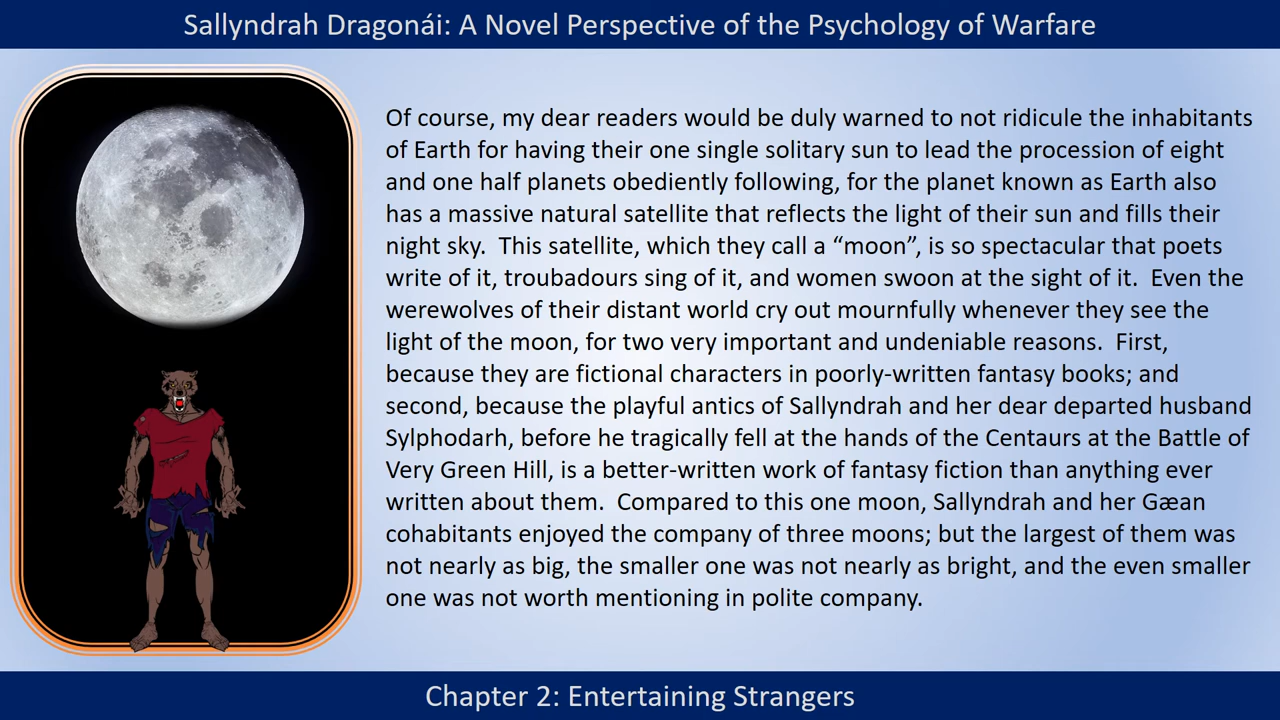 Sallyndrah Dragonái: A Novel Perspective of the Psychology of Warfare
Of course, my dear readers would be duly warned to not ridicule the inhabitants
of Earth for having their one single solitary sun to lead the procession of eight
and one half planets obediently following, for the planet known as Earth also
has a massive natural satellite that reflects the light of their sun and fills their
night sky.  This satellite, which they call a “moon”, is so spectacular that poets
write of it, troubadours sing of it, and women swoon at the sight of it.  Even the
werewolves of their distant world cry out mournfully whenever they see the
light of the moon, for two very important and undeniable reasons.  First,
because they are fictional characters in poorly-written fantasy books; and
second, because the playful antics of Sallyndrah and her dear departed husband
Sylphodarh, before he tragically fell at the hands of the Centaurs at the Battle of
Very Green Hill, is a better-written work of fantasy fiction than anything ever
written about them.  Compared to this one moon, Sallyndrah and her Gæan
cohabitants enjoyed the company of three moons; but the largest of them was
not nearly as big, the smaller one was not nearly as bright, and the even smaller
one was not worth mentioning in polite company.
Chapter 2: Entertaining Strangers